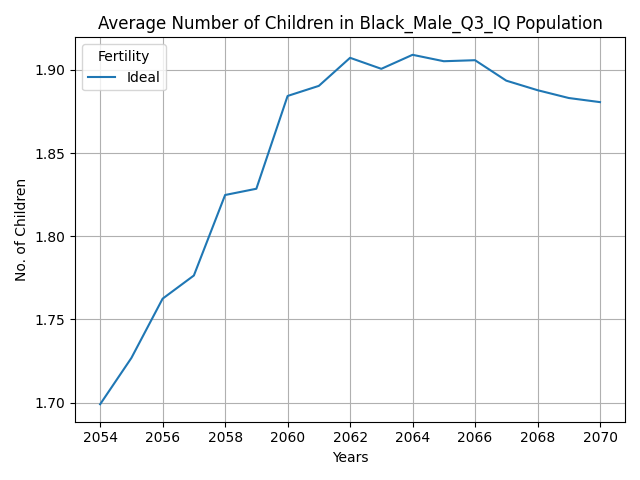 Average Number of Children in Black_Male_Q3_IQ Population
Fertility
Ideal
No. of Children
1.90
1.85
1.80
1.75
1.70
2054 2056 2058 2060 2062 2064 2066 2068 2070
Years